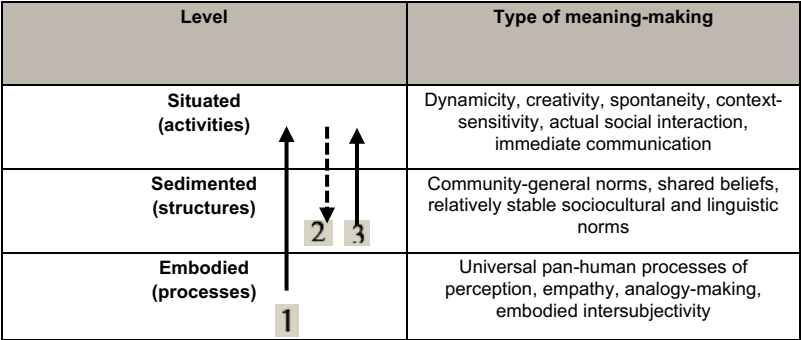 Level
Type of meaning-making
Situated
(activities)
Dynamicity, creativity, spontaneity, context-
sensitivity, actual social interaction,
immediate communication
Sedimented
(structures)
2 3
Community-general norms, shared beliefs,
relatively stable sociocultural and linguistic
norms
Embodied
(processes)
1
Universal pan-human processes of
perception, empathy, analogy-making,
embodied intersubjectivity